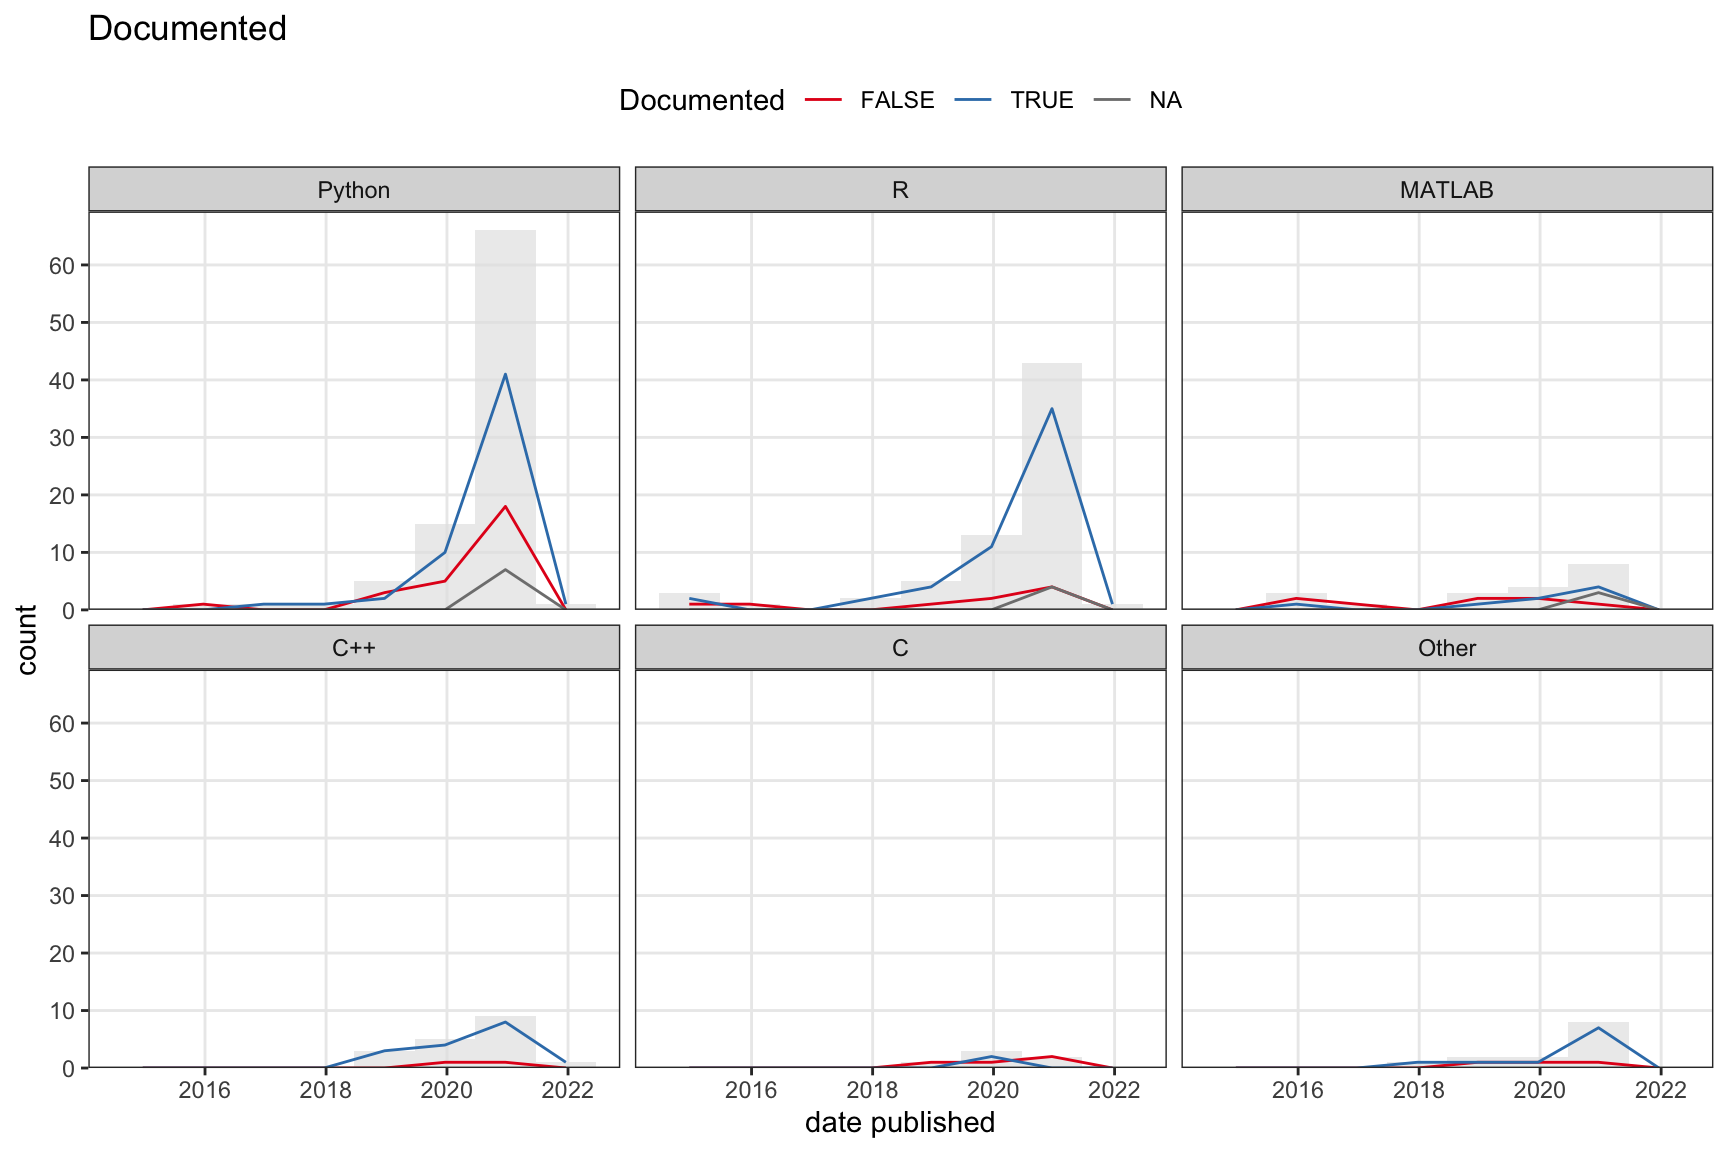 Documented
Documented FALSE TRUE NA
Python R MATLAB
60
50
40
30
20
10
0
count
C++ C Other
60
50
40
30
20
10
0
2016 2018 2020 2022 2016 2018 2020 2022 2016 2018 2020 2022
date published